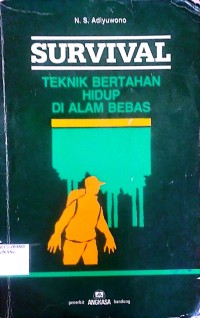 N. S. Adiyuwono
SURVIVAL
TEKNIK BERTAHAN
HIDUP
DI ALAM BEBAS
penerbit ANGKASA bandung